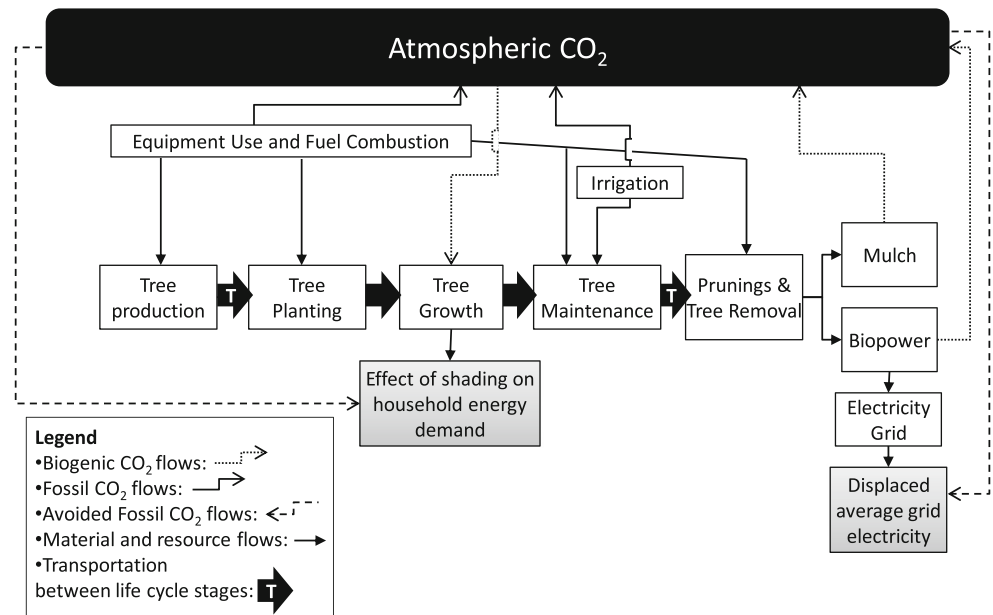 Atmospheric CO₂
Equipment Use and Fuel Combustion
Irrigation
Tree
production
T
Tree
Planting
Tree
Growth
Tree
Maintenance
T
Prunings &
Tree Removal
Mulch
Biopower
Effect of shading on
household energy
demand
Electricity
Grid
Displaced
average grid
electricity
Legend
•Biogenic CO₂ flows:
•Fossil CO₂ flows:
•Avoided Fossil CO₂ flows:
•Material and resource flows:
•Transportation
between life cycle stages: T